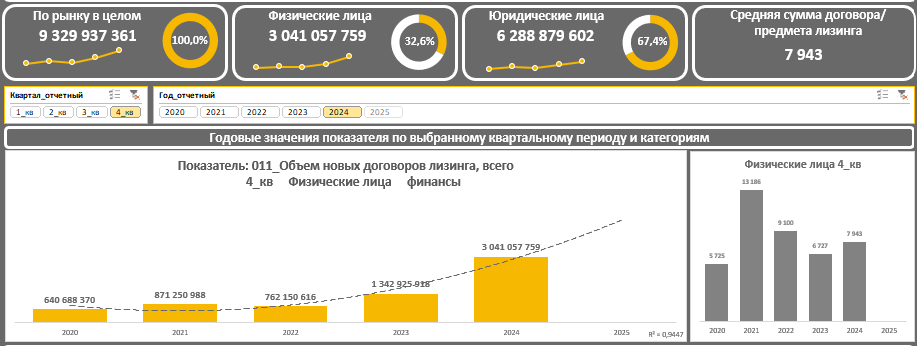 По рынку в целом
9 329 937 361
100,0%
Физические лица
3 041 057 759
32,6%
Юридические лица
6 288 879 602
67,4%
Средняя сумма договора/
предмета лизинга
7 943
Квартал_отчетный
1_кв 2_кв 3_кв 4_кв
Год_отчетный
2020 2021 2022 2023 2024 2025
Годовые значения показателя по выбранному квартальному периоду и категориям
Показатель: 011_Объем новых договоров лизинга, всего
4_кв Физические лица финансы
3 041 057 759
1 342 925 918
871 250 988
762 150 616
640 688 370
2020 2021 2022 2023 2024 2025
R² = 0,9447
Физические лица 4_кв
13 186
9 100
7 943
6 727
5 725
2020 2021 2022 2023 2024 2025